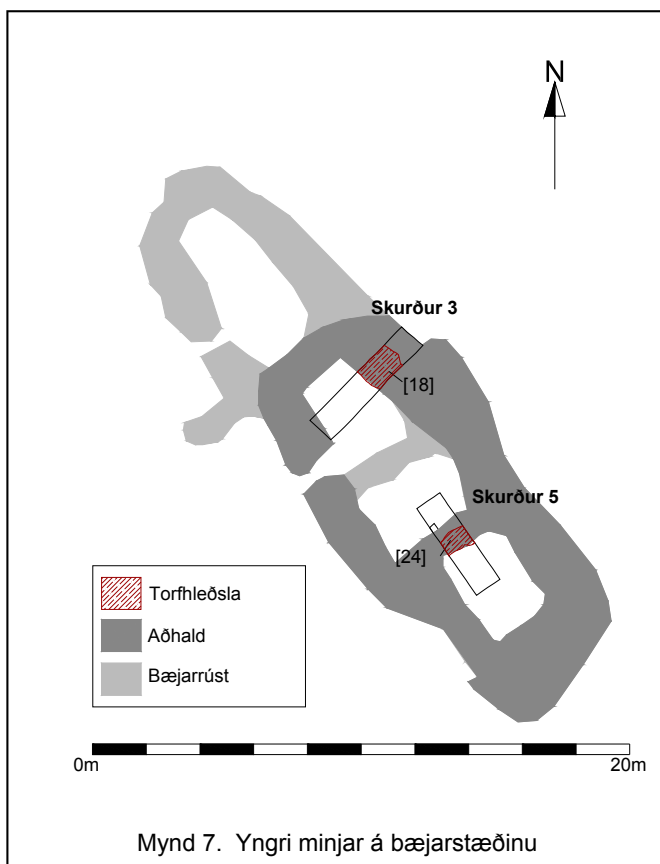 N
Skurður 3
[18]
Skurður 5
[24]
Torfhleðsla
Aðhald
Bæjarrúst
0m 20m
Mynd 7. Yngri minjar á bæjarstæðinu